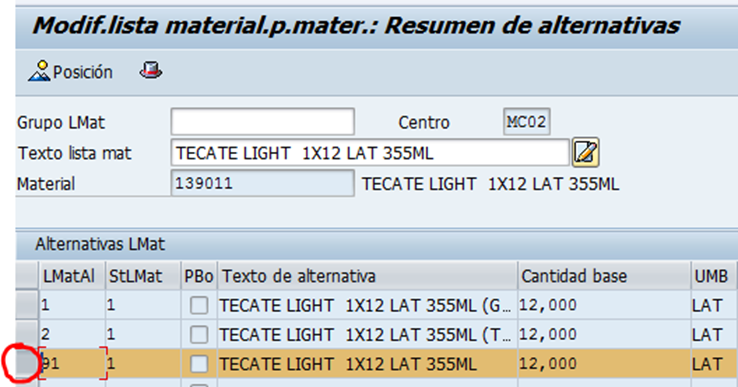 Modif.lista material.p.mater.: Resumen de alternativas
Posición
Grupo LMat Centro MC02
Texto lista mat TECATE LIGHT 1X12 LAT 355ML
Material 139011 TECATE LIGHT 1X12 LAT 355ML
Alternativas LMat
LMatAl StLMat PBo Texto de alternativa Cantidad base UMB
1 1 TECATE LIGHT 1X12 LAT 355ML (G... 12,000 LAT
2 1 TECATE LIGHT 1X12 LAT 355ML (T... 12,000 LAT
91 1 TECATE LIGHT 1X12 LAT 355ML 12,000 LAT